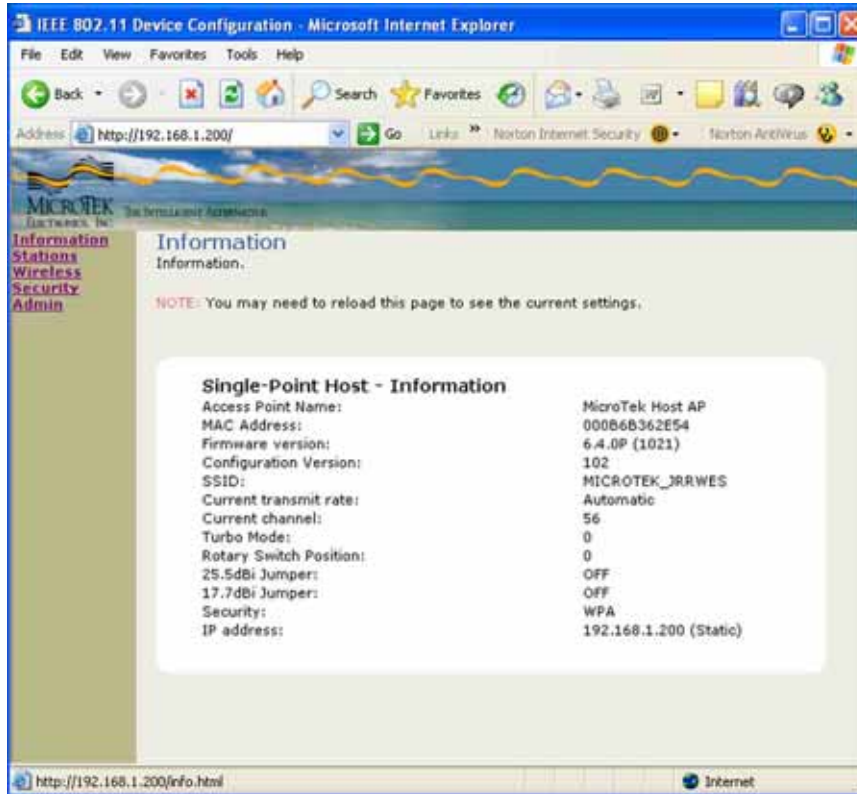 IEEE 802.11 Device Configuration - Microsoft Internet Explorer
File Edit View Favorites Tools Help
Back Search Favorites
Address http://192.168.1.200/ Go Links » Norton Internet Security Norton AntiVirus
MICROTEK
ELECTRONICS, INC. THE INTELLIGENT ALTERNATIVE
Information
Stations
Wireless
Security
Admin
Information
Information.
NOTE: You may need to reload this page to see the current settings.
Single-Point Host - Information
Access Point Name: MicroTek Host AP
MAC Address: 000B6B362E54
Firmware version: 6.4.0P (1021)
Configuration Version: 102
SSID: MICROTEK_JRRWES
Current transmit rate: Automatic
Current channel: 56
Turbo Mode: 0
Rotary Switch Position: 0
25.5dBi Jumper: OFF
17.7dBi Jumper: OFF
Security: WPA
IP address: 192.168.1.200 (Static)
http://192.168.1.200/info.html Internet